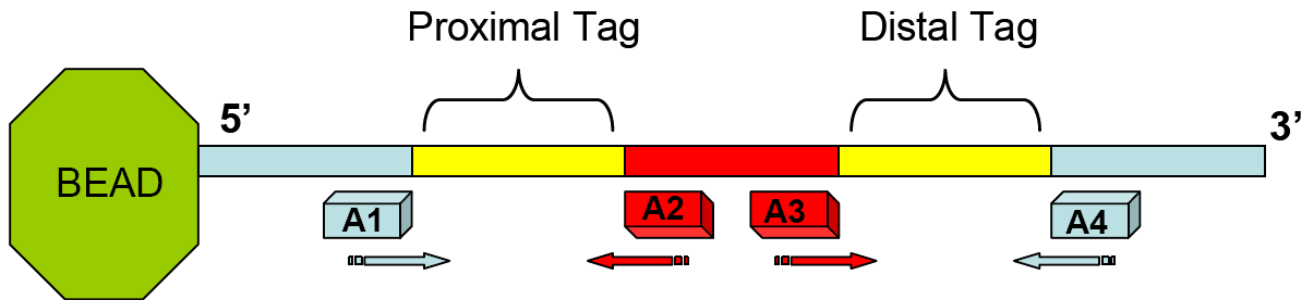 Proximal Tag Distal Tag
5’ 3’
BEAD
A1 A2 A3 A4